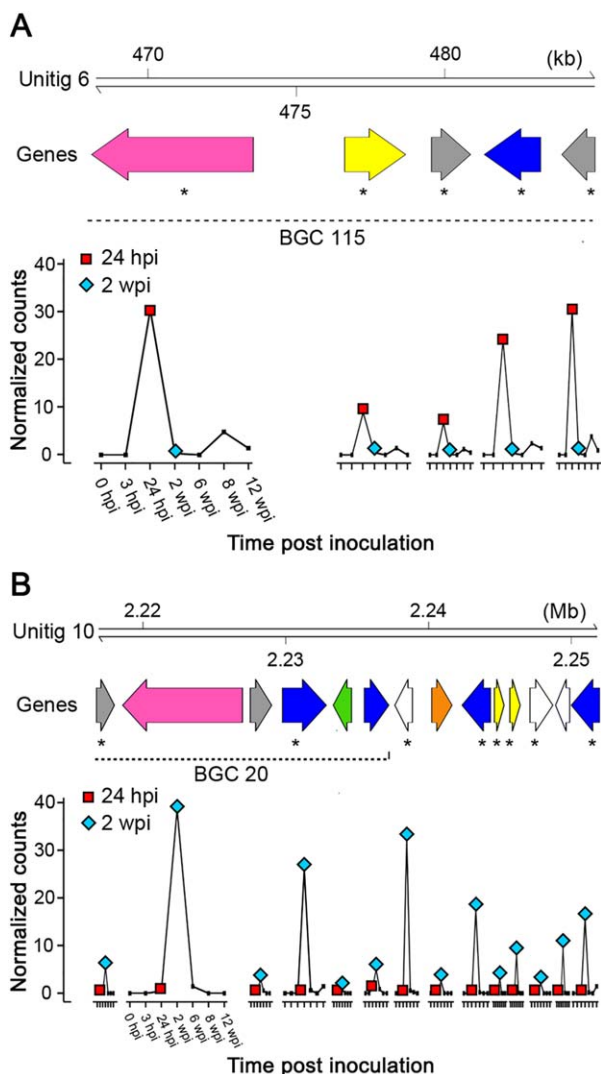 A
470 480 (kb)
Unitig 6
475
Genes
* * * * *
BGC 115
40
30
20
10
0
Normalized counts
24 hpi
2 wpi
0 hpi
3 hpi
24 hpi
2 wpi
6 wpi
8 wpi
12 wpi
Time post inoculation
B
2.22 2.24 (Mb)
Unitig 10
2.23 2.25
Genes
* * * * * * * *
BGC 20
40
30
20
10
0
Normalized counts
24 hpi
2 wpi
0 hpi
3 hpi
24 hpi
2 wpi
6 wpi
8 wpi
12 wpi
Time post inoculation